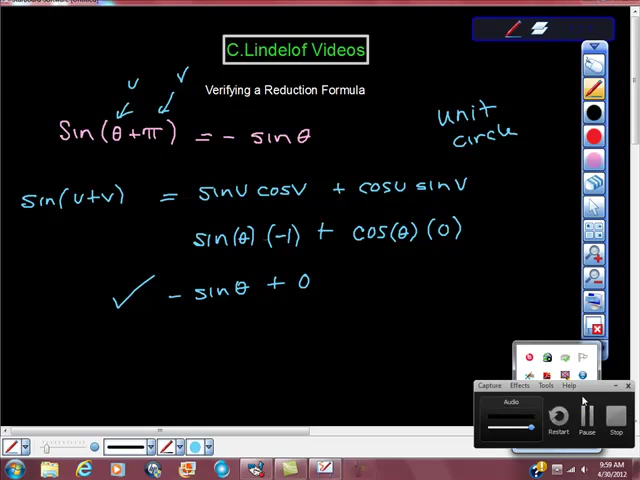 C.Lindelof Videos
Verifying a Reduction Formula
u v
Sin(θ+π) = - sinθ
unit
circle
sin(u+v) = sinu cosv + cosu sinv
sin(θ) (-1) + cos(θ) (0)
✓ - sinθ + 0
Capture Effects Tools Help
Audio
Restart Pause Stop
9:59 AM
4/30/2012